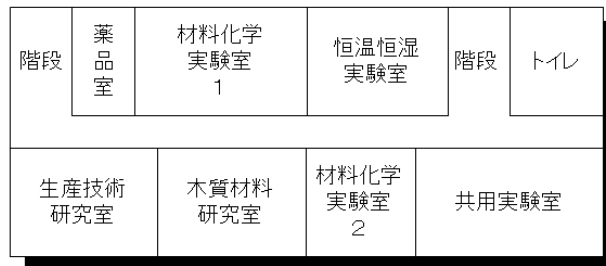 階段
薬
品
室
材料化学
実験室
1
恒温恒湿
実験室
階段
トイレ
生産技術
研究室
木質材料
研究室
材料化学
実験室
2
共用実験室